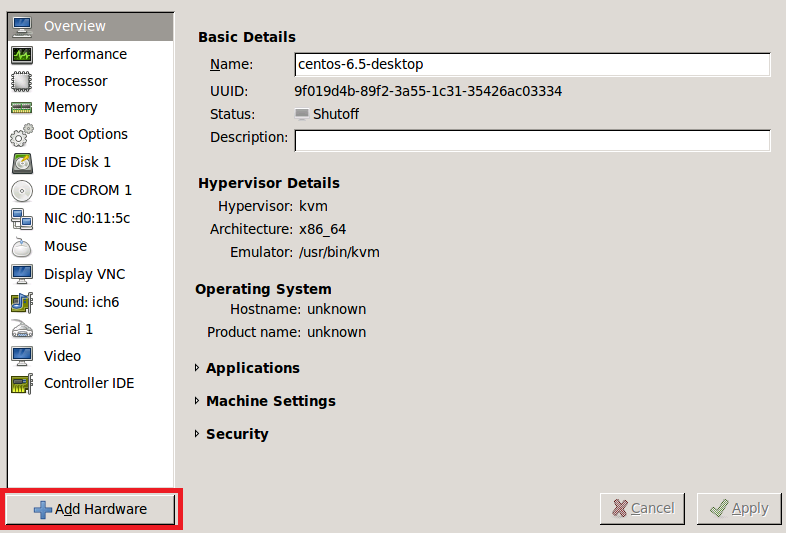 Overview
Performance
Processor
Memory
Boot Options
IDE Disk 1
IDE CDROM 1
NIC :d0:11:5c
Mouse
Display VNC
Sound: ich6
Serial 1
Video
Controller IDE
Add Hardware
Basic Details
Name: centos-6.5-desktop
UUID: 9f019d4b-89f2-3a55-1c31-35426ac03334
Status: Shutoff
Description:
Hypervisor Details
Hypervisor: kvm
Architecture: x86_64
Emulator: /usr/bin/kvm
Operating System
Hostname: unknown
Product name: unknown
Applications
Machine Settings
Security
Cancel Apply